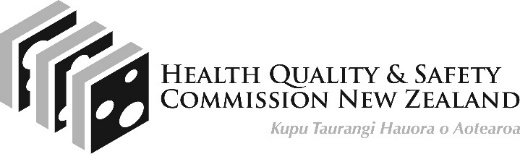 HEALTH QUALITY & SAFETY
COMMISSION NEW ZEALAND
Kupu Taurangi Hauora o Aotearoa